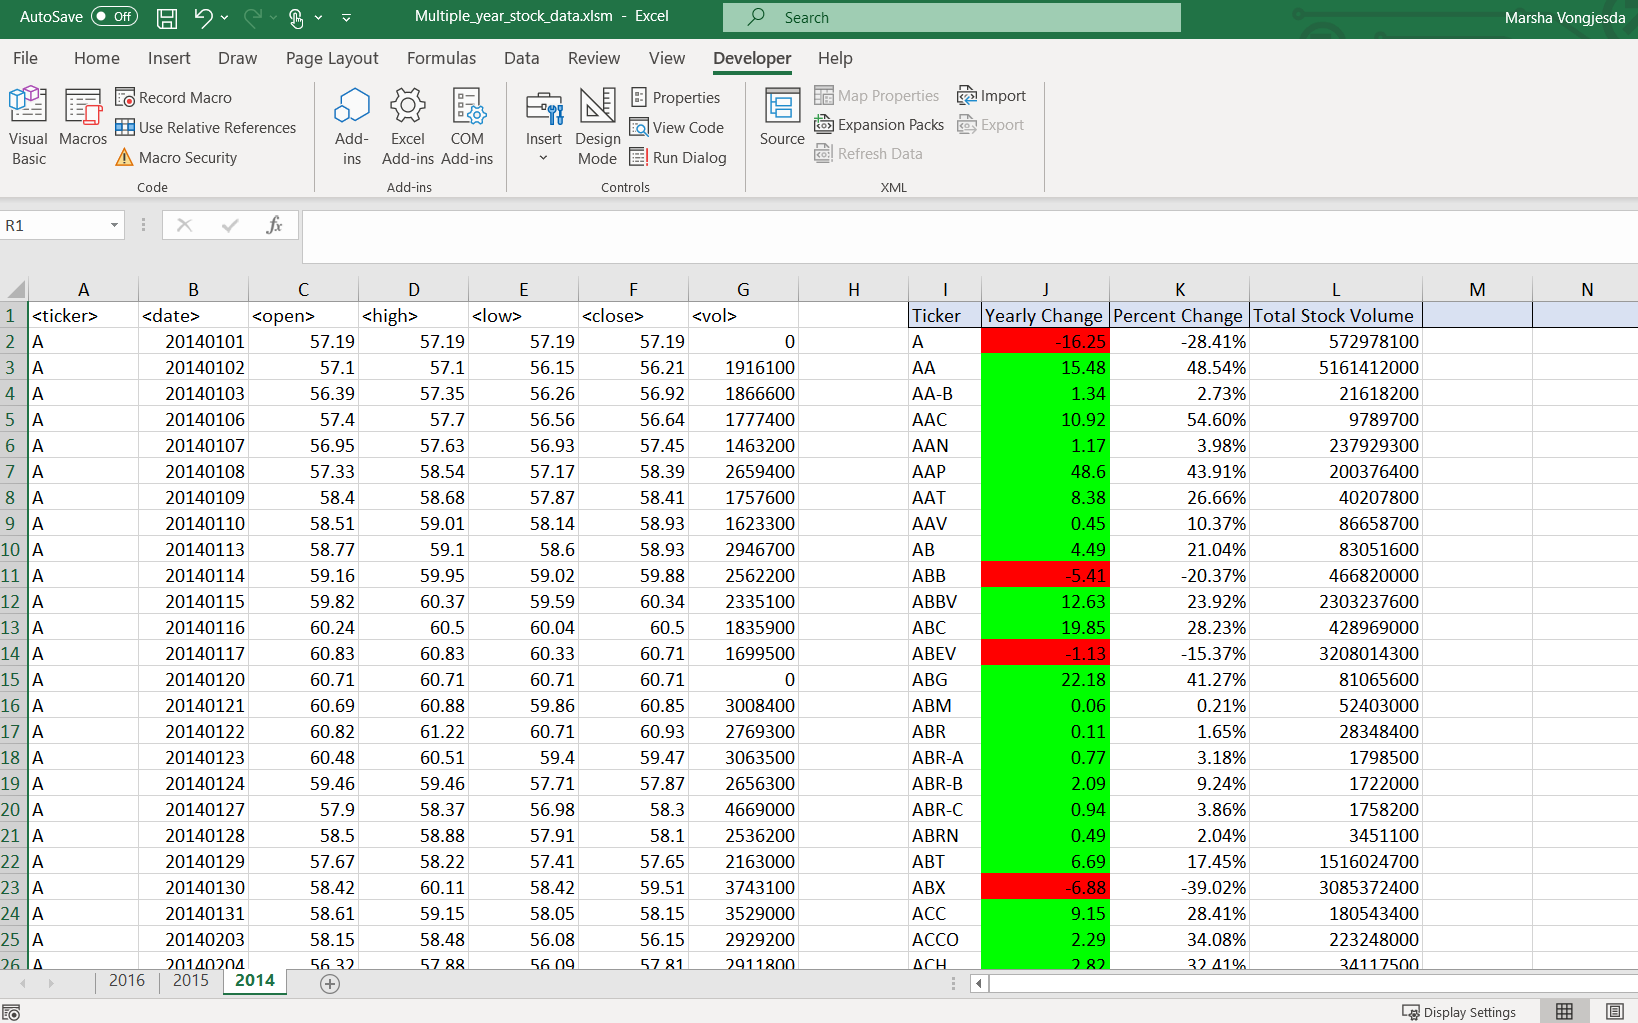 AutoSave Off Multiple_year_stock_data.xlsm - Excel Search Marsha Vongjesda
File Home Insert Draw Page Layout Formulas Data Review View Developer Help
Visual Basic
Macros
Record Macro
Use Relative References
Macro Security
Code
Add-ins
Excel Add-ins
COM Add-ins
Add-ins
Insert
Design Mode
Properties
View Code
Run Dialog
Controls
Source
Map Properties
Expansion Packs
Refresh Data
Import
Export
XML
R1 fx
A B C D E F G H I J K L M N
1 <ticker> <date> <open> <high> <low> <close> <vol> Ticker Yearly Change Percent Change Total Stock Volume
2 A 20140101 57.19 57.19 57.19 57.19 0 A -16.25 -28.41% 572978100
3 A 20140102 57.1 57.1 56.15 56.21 1916100 AA 15.48 48.54% 5161412000
4 A 20140103 56.39 57.35 56.26 56.92 1866600 AA-B 1.34 2.73% 21618200
5 A 20140106 57.4 57.7 56.56 56.64 1777400 AAC 10.92 54.60% 9789700
6 A 20140107 56.95 57.63 56.93 57.45 1463200 AAN 1.17 3.98% 237929300
7 A 20140108 57.33 58.54 57.17 58.39 2659400 AAP 48.6 43.91% 200376400
8 A 20140109 58.4 58.68 57.87 58.41 1757600 AAT 8.38 26.66% 40207800
9 A 20140110 58.51 59.01 58.14 58.93 1623300 AAV 0.45 10.37% 86658700
10 A 20140113 58.77 59.1 58.6 58.93 2946700 AB 4.49 21.04% 83051600
11 A 20140114 59.16 59.95 59.02 59.88 2562200 ABB -5.41 -20.37% 466820000
12 A 20140115 59.82 60.37 59.59 60.34 2335100 ABBV 12.63 23.92% 2303237600
13 A 20140116 60.24 60.5 60.04 60.5 1835900 ABC 19.85 28.23% 428969000
14 A 20140117 60.83 60.83 60.33 60.71 1699500 ABEV -1.13 -15.37% 3208014300
15 A 20140120 60.71 60.71 60.71 60.71 0 ABG 22.18 41.27% 81065600
16 A 20140121 60.69 60.88 59.86 60.85 3008400 ABM 0.06 0.21% 52403000
17 A 20140122 60.82 61.22 60.71 60.93 2769300 ABR 0.11 1.65% 28348400
18 A 20140123 60.48 60.51 59.4 59.47 3063500 ABR-A 0.77 3.18% 1798500
19 A 20140124 59.46 59.46 57.71 57.87 2656300 ABR-B 2.09 9.24% 1722000
20 A 20140127 57.9 58.37 56.98 58.3 4669000 ABR-C 0.94 3.86% 1758200
21 A 20140128 58.5 58.88 57.91 58.1 2536200 ABRN 0.49 2.04% 3451100
22 A 20140129 57.67 58.22 57.41 57.65 2163000 ABT 6.69 17.45% 1516024700
23 A 20140130 58.42 60.11 58.42 59.51 3743100 ABX -6.88 -39.02% 3085372400
24 A 20140131 58.61 59.15 58.05 58.15 3529000 ACC 9.15 28.41% 180543400
25 A 20140203 58.15 58.48 56.08 56.15 2929200 ACCO 2.29 34.08% 223248000
26 A 20140204 56.32 57.88 56.09 57.81 2911800 ACH 2.82 32.41% 34117500
2016 2015 2014
Display Settings